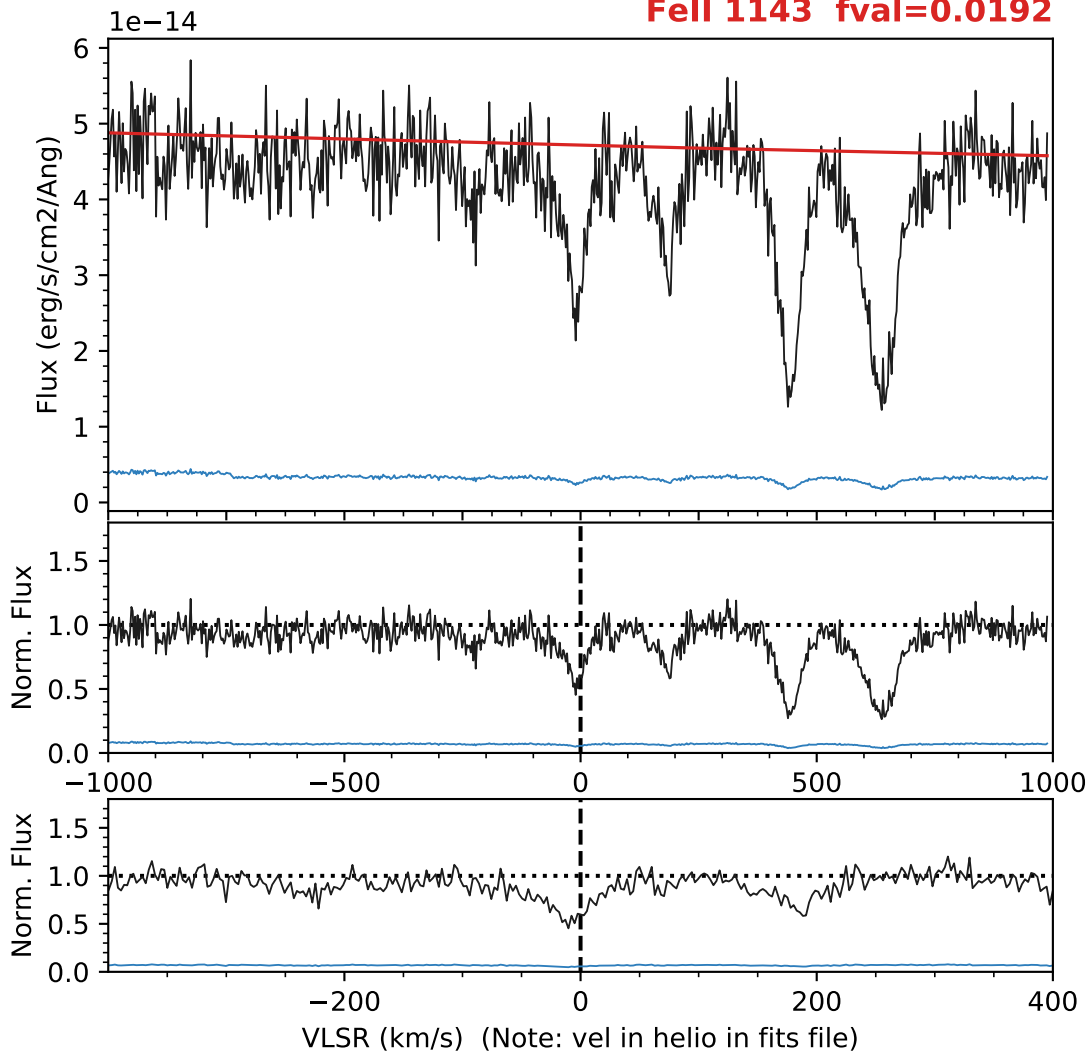 FeII 1143 fval=0.0192
1e−14
6
5
4
3
2
1
0
Flux (erg/s/cm2/Ang)
1.5
1.0
0.5
0.0
Norm. Flux
−1000 −500 0 500 1000
1.5
1.0
0.5
0.0
Norm. Flux
−200 0 200 400
VLSR (km/s) (Note: vel in helio in fits file)